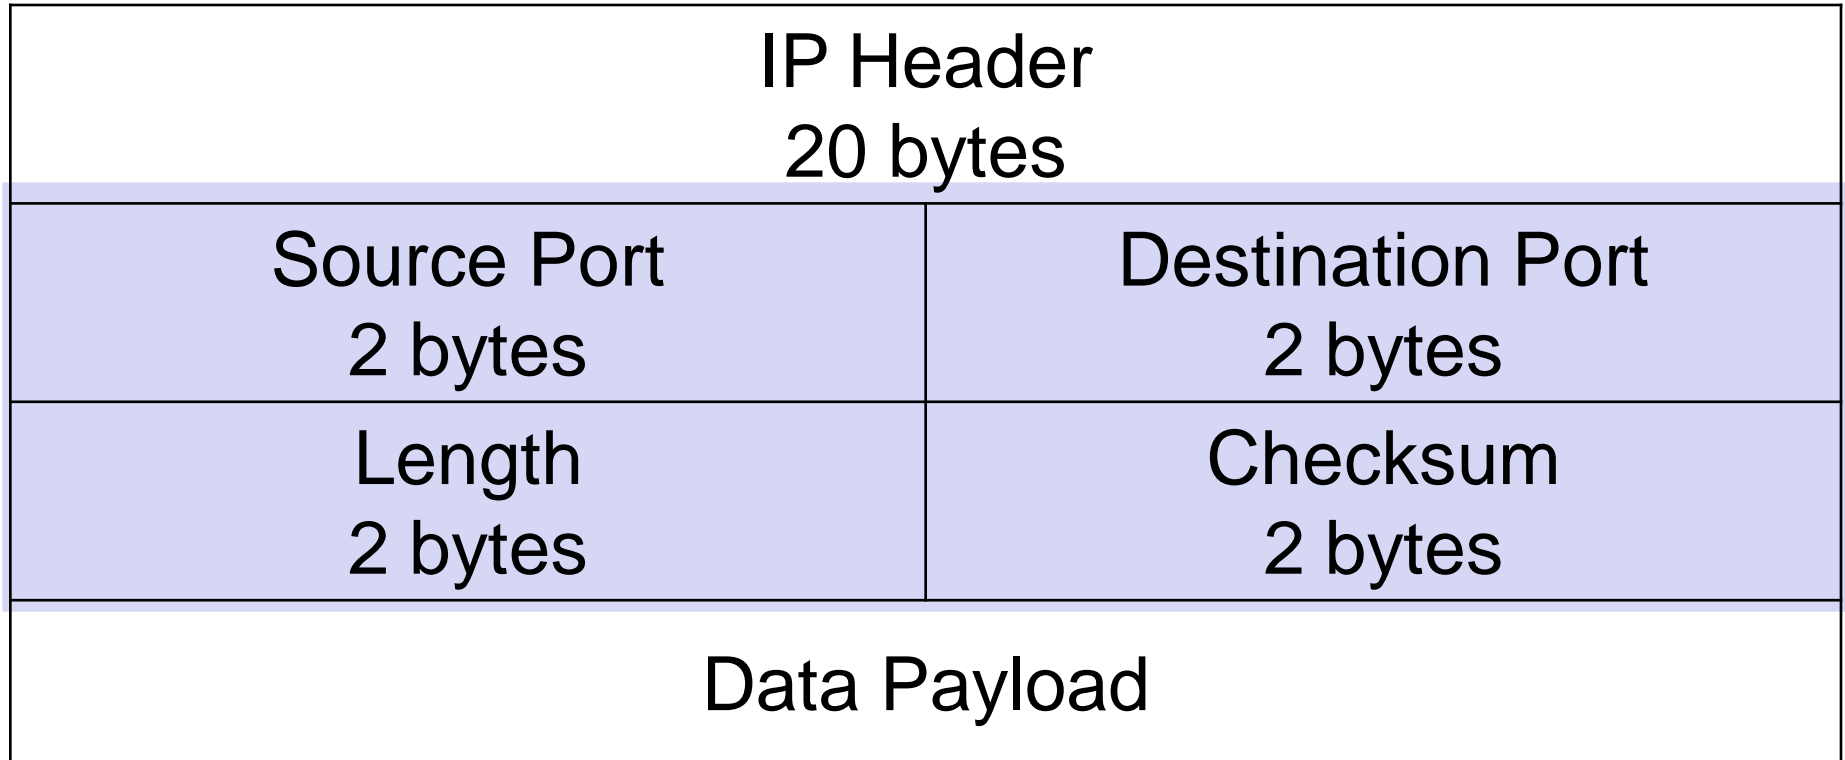 IP Header
20 bytes
Source Port
2 bytes
Destination Port
2 bytes
Length
2 bytes
Checksum
2 bytes
Data Payload